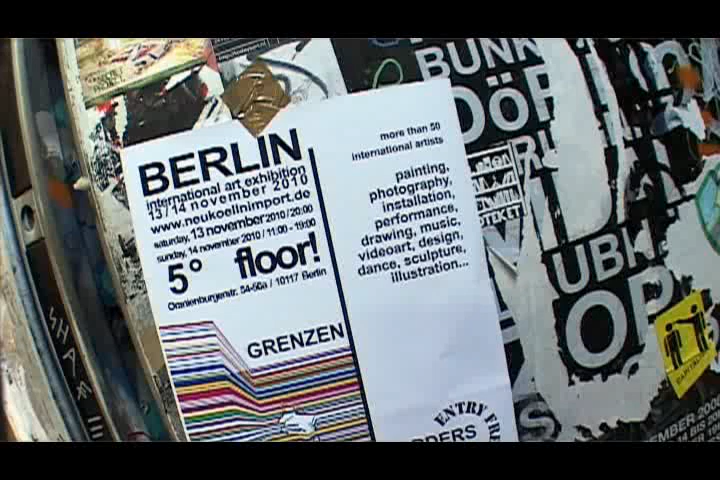 BERLIN
international art exhibition
13/14 november 2010
www.neukoellnimport.de
saturday, 13 november 2010 / 20:00
sunday, 14 november 2010 / 11:00 - 19:00
5° floor!
Oranienburgerstr. 54-56a / 10117 Berlin
GRENZEN
more than 50
international artists
painting,
photography,
installation,
performance,
drawing, music,
videoart, design,
dance, sculpture,
illustration...
ENTRY FR
RDERS
BUNK
DÖP
UBK
OP